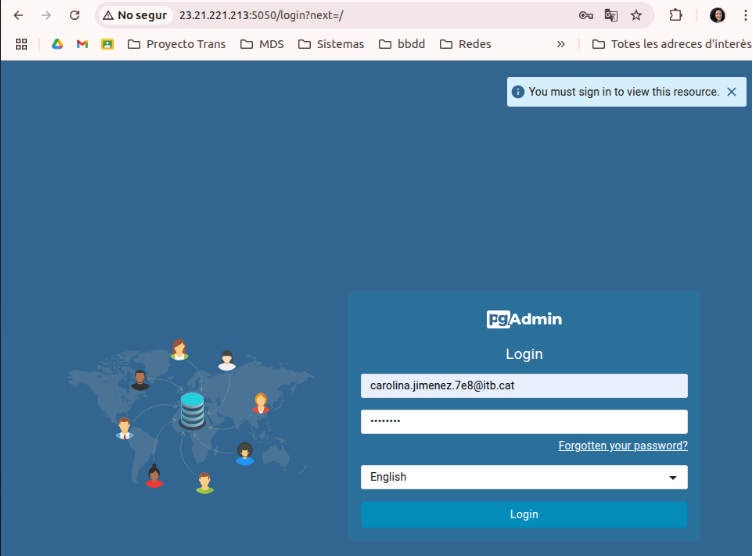 No segur 23.21.221.213:5050/login?next=/
Proyecto Trans MDS Sistemas bbdd Redes » Totes les adreces d'interès
You must sign in to view this resource.
pgAdmin
Login
carolina.jimenez.7e8@itb.cat
········
Forgotten your password?
English
Login